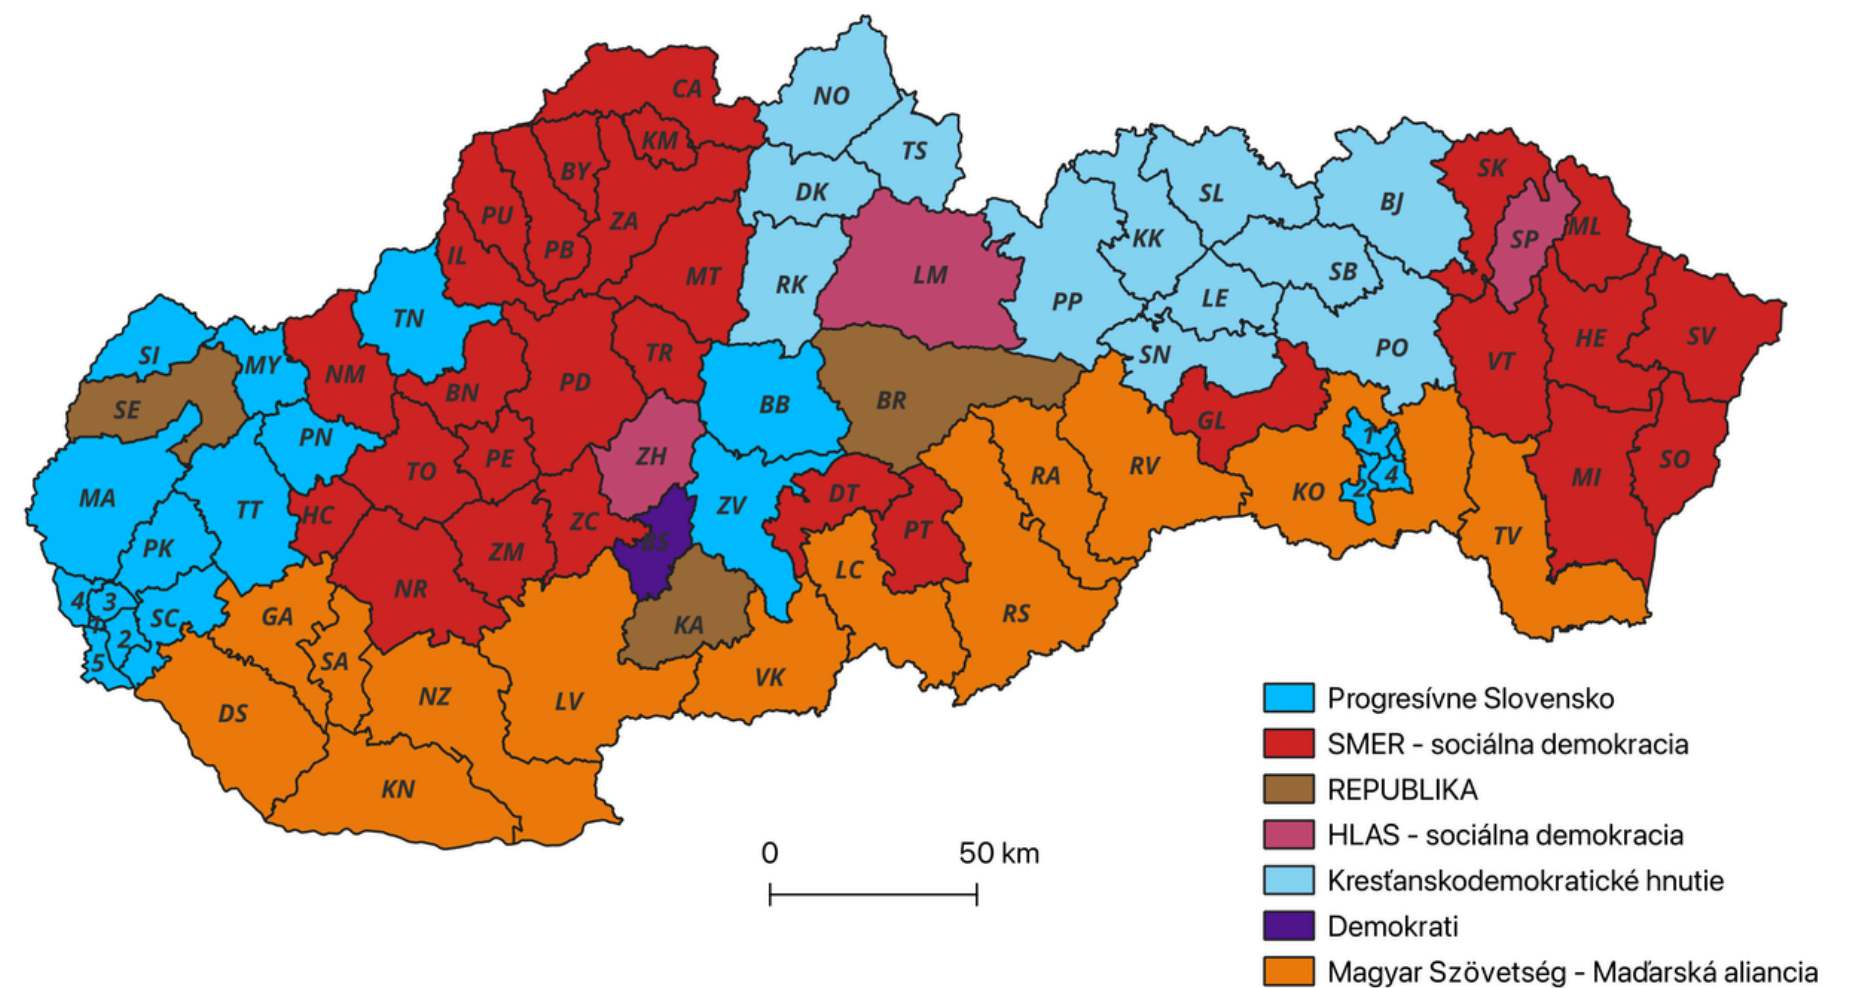 CA
NO
KM
TS
BY
DK
SL
BJ
SK
PU
ZA
KK
SP
ML
PB
IL
MT
RK
LM
SB
PP
LE
TN
SI
MY
NM
TR
SN
PO
VT
HE
SV
BN
PD
SE
BB
BR
GL
PN
1
TO
PE
ZH
RA
RV
KO
4
2
MI
SO
MA
TT
HC
ZC
ZV
DT
PT
TV
PK
ZM
BS
LC
NR
4
3
SC
GA
KA
RS
2
5
SA
DS
NZ
LV
VK
KN
0 50 km
Progresívne Slovensko
SMER - sociálna demokracia
REPUBLIKA
HLAS - sociálna demokracia
Kresťanskodemokratické hnutie
Demokrati
Magyar Szövetség - Maďarská aliancia